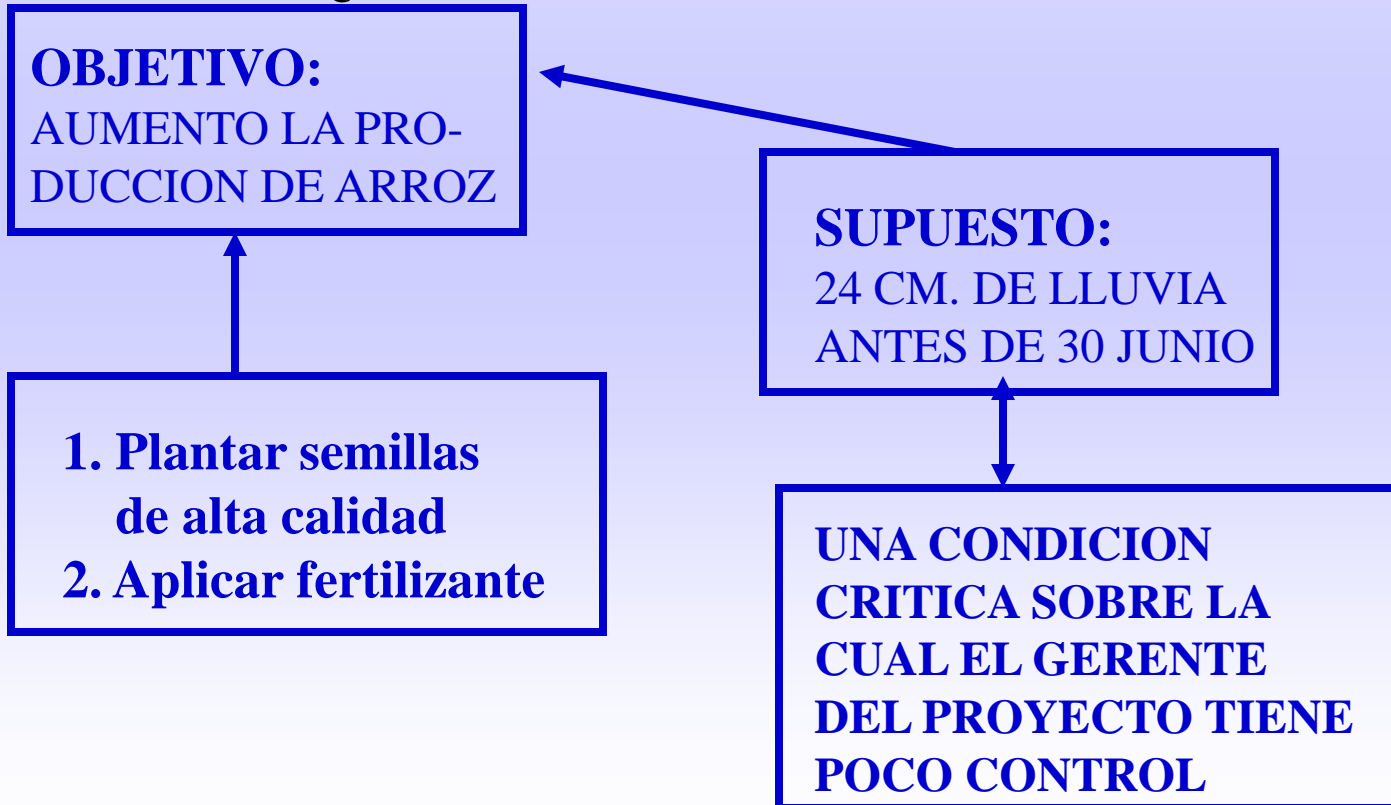 OBJETIVO:
AUMENTO LA PRO-
DUCCION DE ARROZ
SUPUESTO:
24 CM. DE LLUVIA
ANTES DE 30 JUNIO
1. Plantar semillas
de alta calidad
2. Aplicar fertilizante
UNA CONDICION
CRITICA SOBRE LA
CUAL EL GERENTE
DEL PROYECTO TIENE
POCO CONTROL